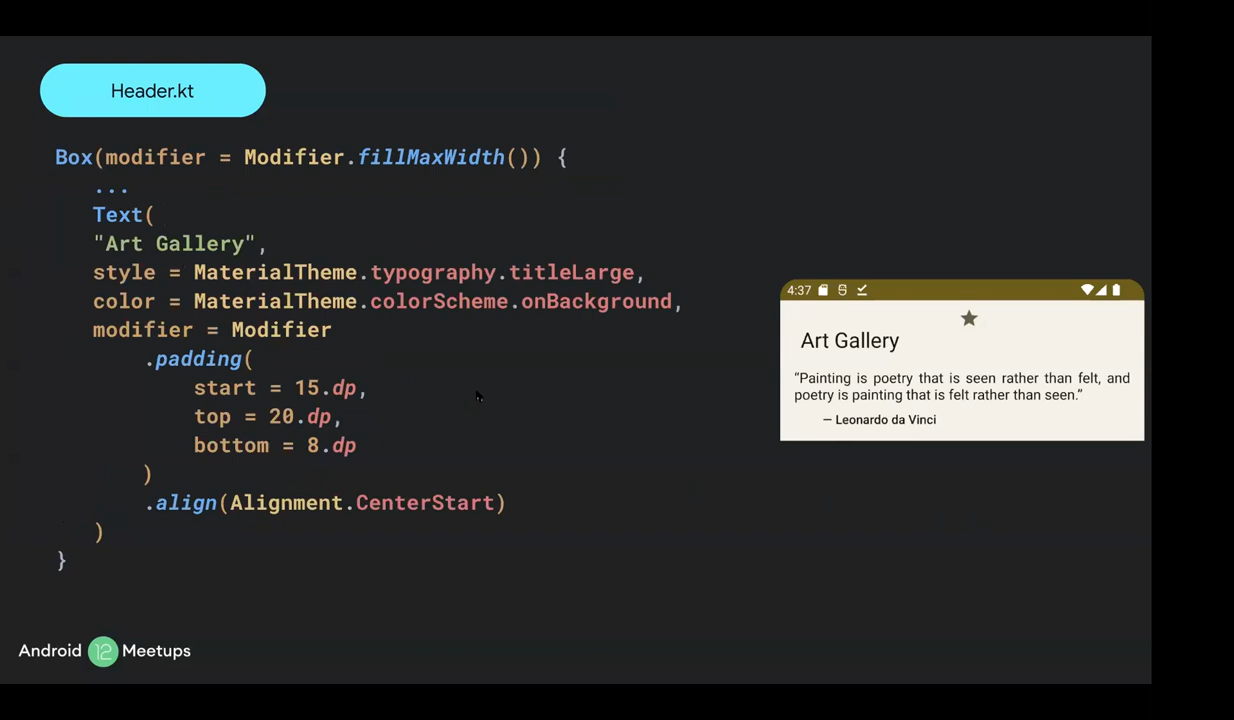 Header.kt
Box(modifier = Modifier.fillMaxWidth()) {
...
Text(
"Art Gallery",
style = MaterialTheme.typography.titleLarge,
color = MaterialTheme.colorScheme.onBackground,
modifier = Modifier
.padding(
start = 15.dp,
top = 20.dp,
bottom = 8.dp
)
.align(Alignment.CenterStart)
)
}
4:37
Art Gallery
“Painting is poetry that is seen rather than felt, and
poetry is painting that is felt rather than seen.”
— Leonardo da Vinci
Android 12 Meetups